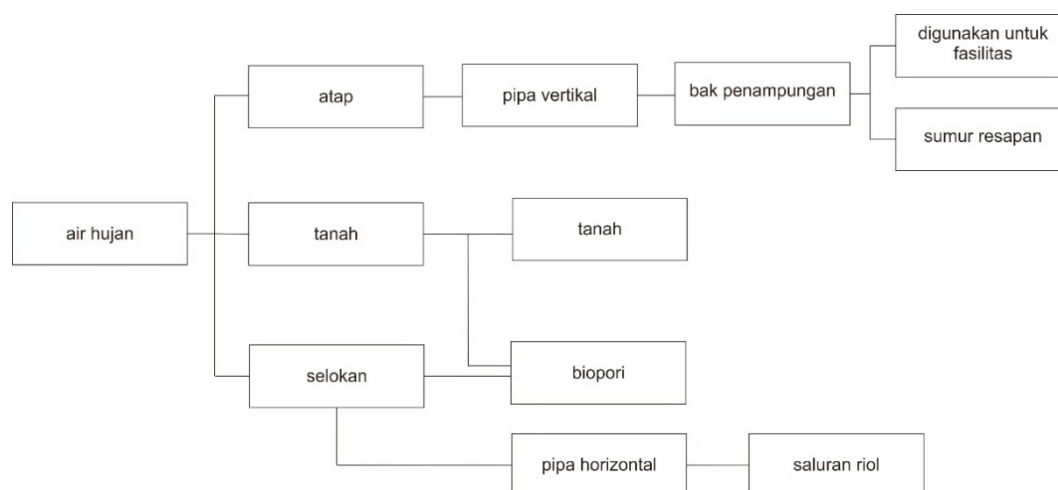 digunakan untuk
fasilitas
atap
pipa vertikal
bak penampungan
sumur resapan
air hujan
tanah
tanah
selokan
biopori
pipa horizontal
saluran riol